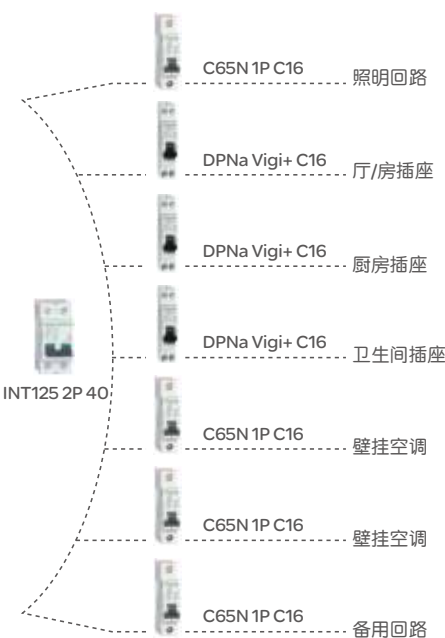 C65N 1P C16
照明回路
DPNa Vigi+ C16
厅/房插座
DPNa Vigi+ C16
厨房插座
INT125 2P 40
DPNa Vigi+ C16
卫生间插座
C65N 1P C16
壁挂空调
C65N 1P C16
壁挂空调
C65N 1P C16
备用回路